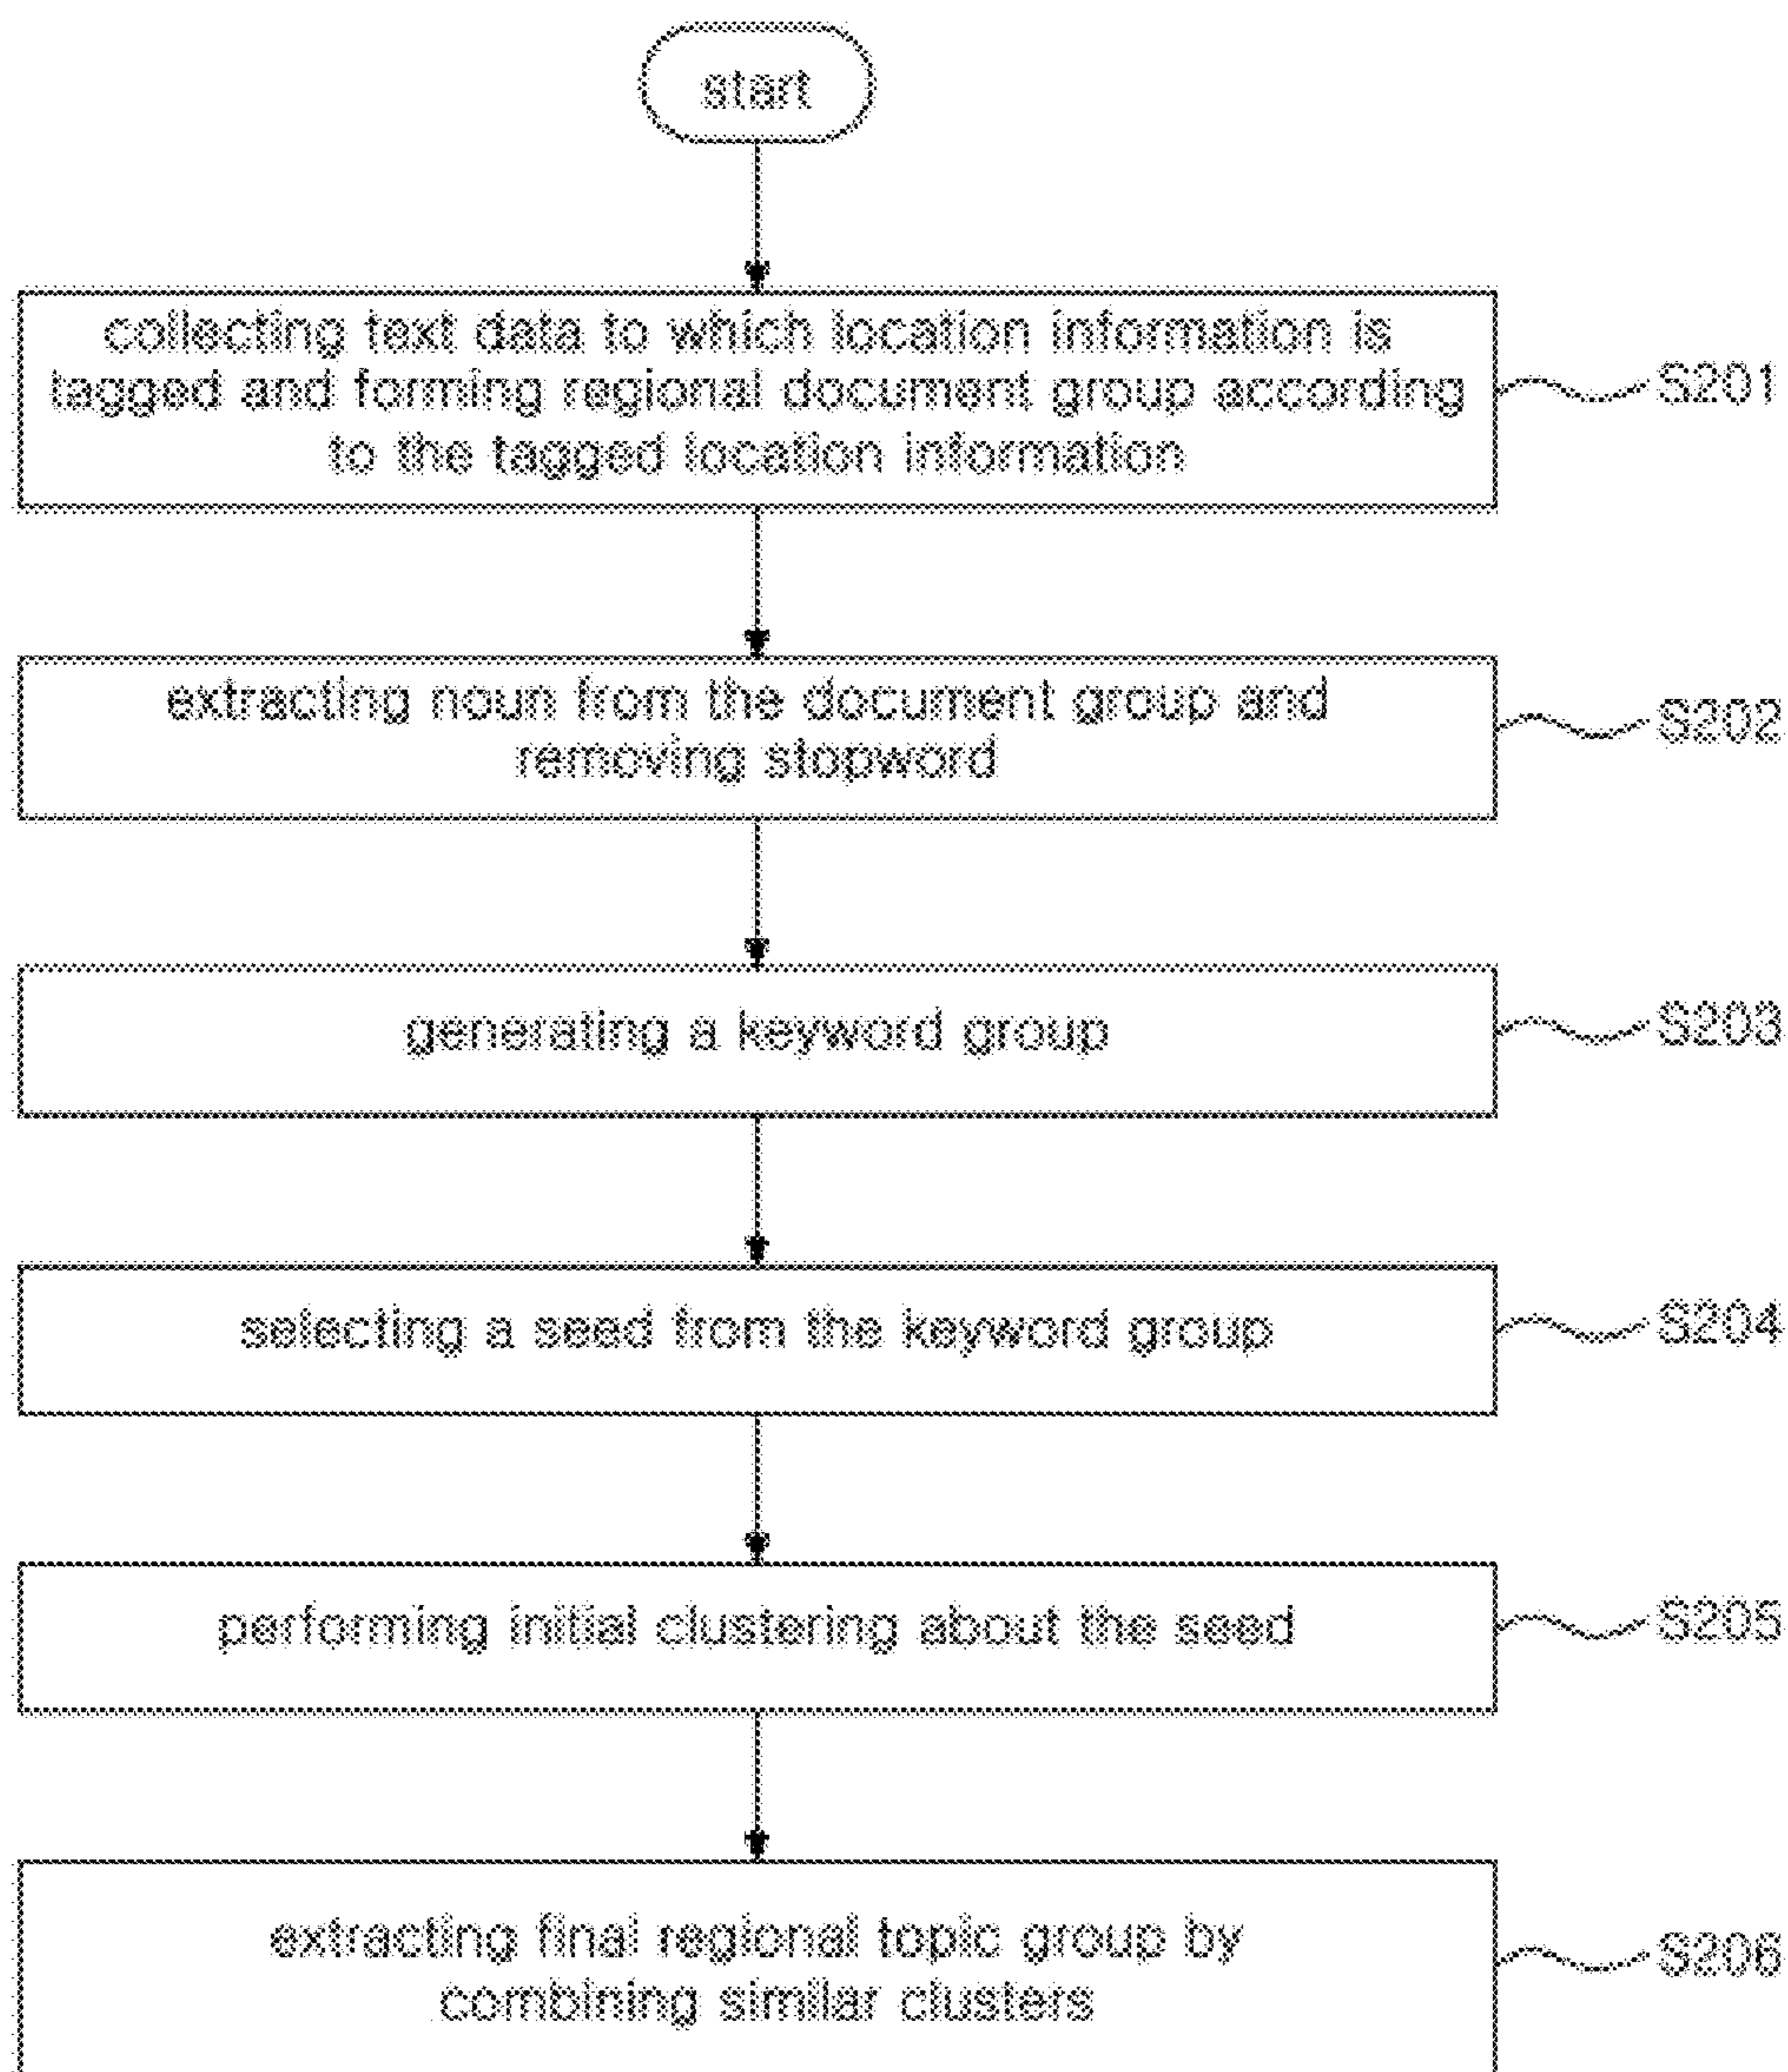 start
collecting text data to which location information is
tagged and forming regional document group according
to the tagged location information
S201
extracting noun from the document group and
removing stopword
S202
generating a keyword group
S203
selecting a seed from the keyword group
S204
performing initial clustering about the seed
S205
extracting final regional topic group by
combining similar clusters
S206